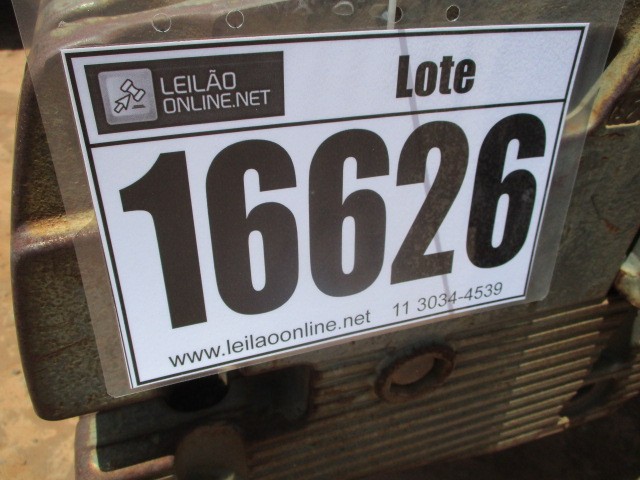 LEILÃO
ONLINE.NET
Lote
16626
www.leilaoonline.net 11 3034-4539